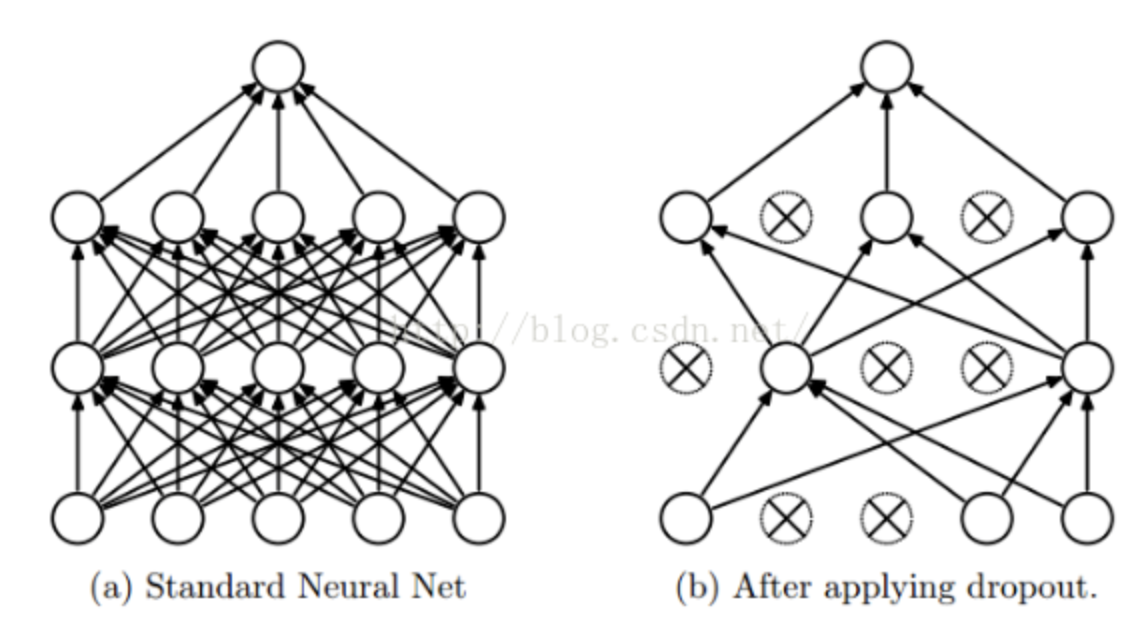 http://blog.csdn.net/
(a) Standard Neural Net
(b) After applying dropout.